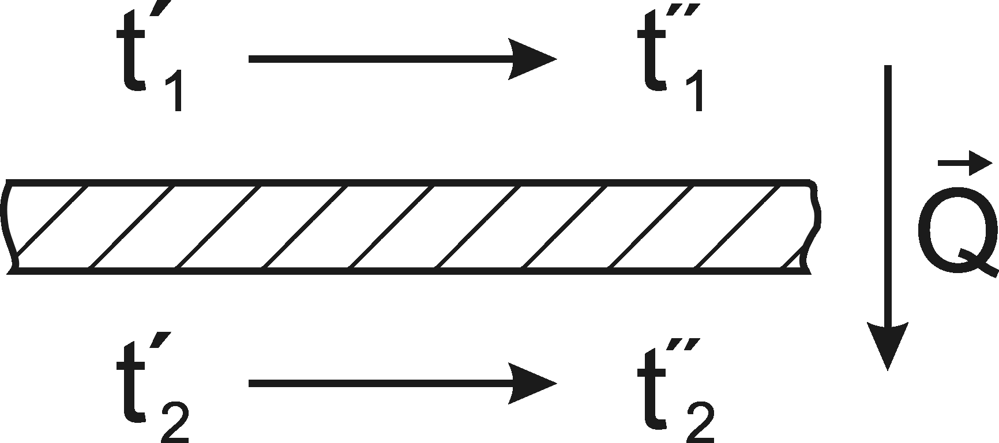 t′₁ t″₁
Q⃗
t′₂ t″₂